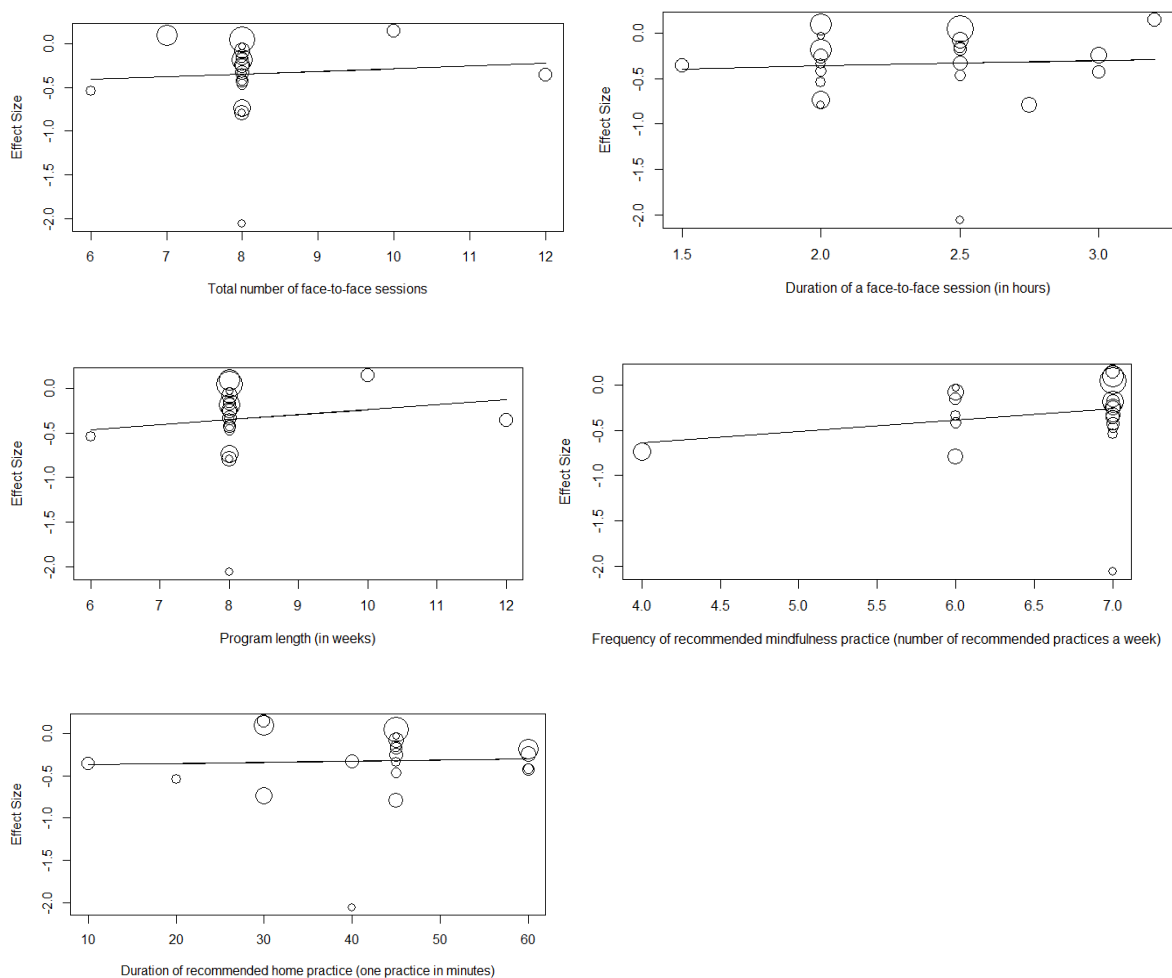 0.0
-0.5
-1.0
-1.5
-2.0
Effect Size
6 7 8 9 10 11 12
Total number of face-to-face sessions
0.0
-0.5
-1.0
-1.5
-2.0
Effect Size
1.5 2.0 2.5 3.0
Duration of a face-to-face session (in hours)
0.0
-0.5
-1.0
-1.5
-2.0
Effect Size
6 7 8 9 10 11 12
Program length (in weeks)
0.0
-0.5
-1.0
-1.5
-2.0
Effect Size
4.0 4.5 5.0 5.5 6.0 6.5 7.0
Frequency of recommended mindfulness practice (number of recommended practices a week)
0.0
-0.5
-1.0
-1.5
-2.0
Effect Size
10 20 30 40 50 60
Duration of recommended home practice (one practice in minutes)